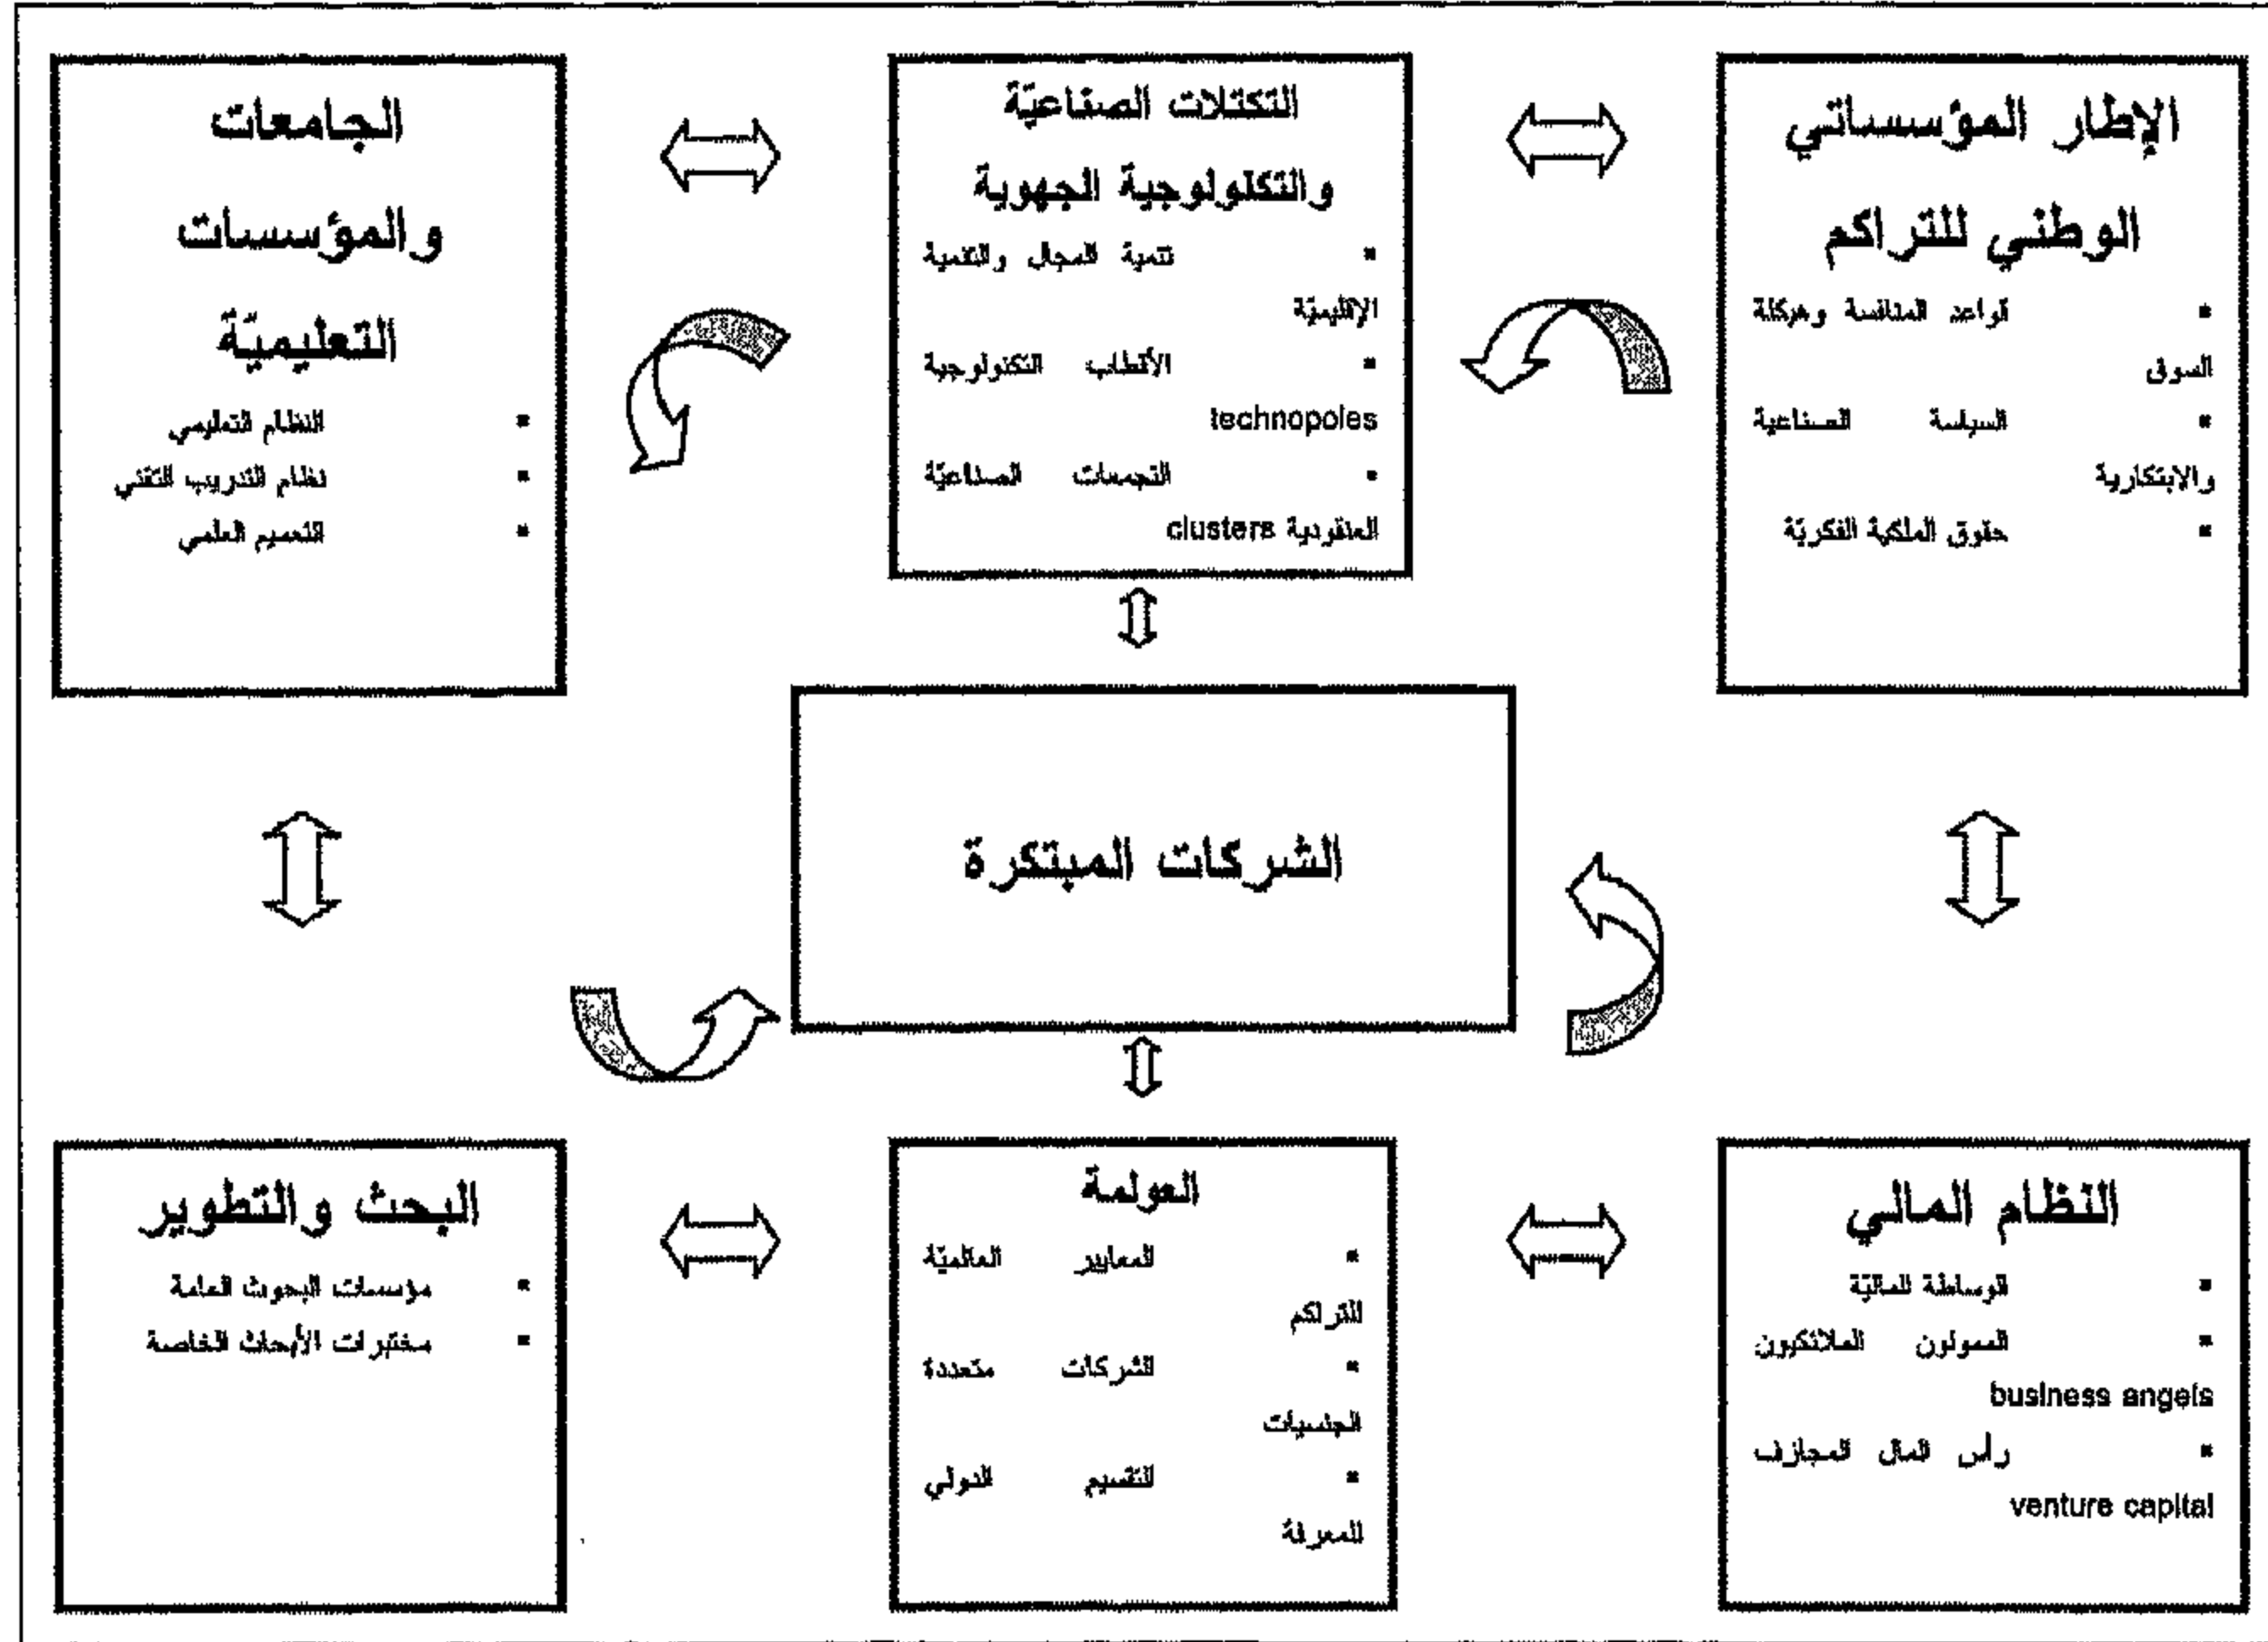 الإطار المؤسساتي
الوطني للتراكم
▪ قواعد المنافسة وهيكلة
السوق
▪ السياسة الصناعية
والابتكارية
▪ حقوق الملكية الفكريّة
التكتلات الصناعيّة
والتكنولوجية الجهوية
▪ تنمية المجال والتنمية
الإقليميّة
▪ الأقطاب التكنولوجية
technopoles
▪ التجمعات الصناعيّة
العنقودية clusters
الجامعات
والمؤسسات
التعليميّة
▪ النظام التعليمي
▪ نظام التدريب التقني
▪ التعميم العلمي
الشركات المبتكرة
النظام المالي
▪ الوساطة الماليّة
▪ الممولون الملائكيون
business angels
▪ رأس المال المجازف
venture capital
العولمة
▪ المعايير العالميّة
للتراكم
▪ الشركات متعددة
الجنسيات
▪ التقسيم الدولي
للمعرفة
البحث والتطوير
▪ مؤسسات البحوث العامة
▪ مختبرات الأبحاث الخاصة